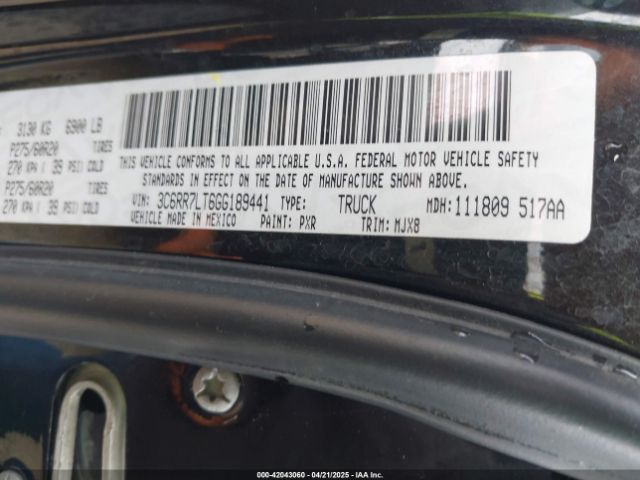 3130 KG 6900 LB
P275/60R20 TIRES
270 KPA / 39 PSI/ COLD
P275/60R20 TIRES
270 KPA / 39 PSI/ COLD
THIS VEHICLE CONFORMS TO ALL APPLICABLE U.S.A. FEDERAL MOTOR VEHICLE SAFETY
STANDARDS IN EFFECT ON THE DATE OF MANUFACTURE SHOWN ABOVE.
VIN: 3C6RR7LT6GG189441 TYPE: TRUCK MDH: 111809 517AA
VEHICLE MADE IN MEXICO PAINT: PXR TRIM: MJX8
000-42043060 - 04/21/2025 - IAA Inc.